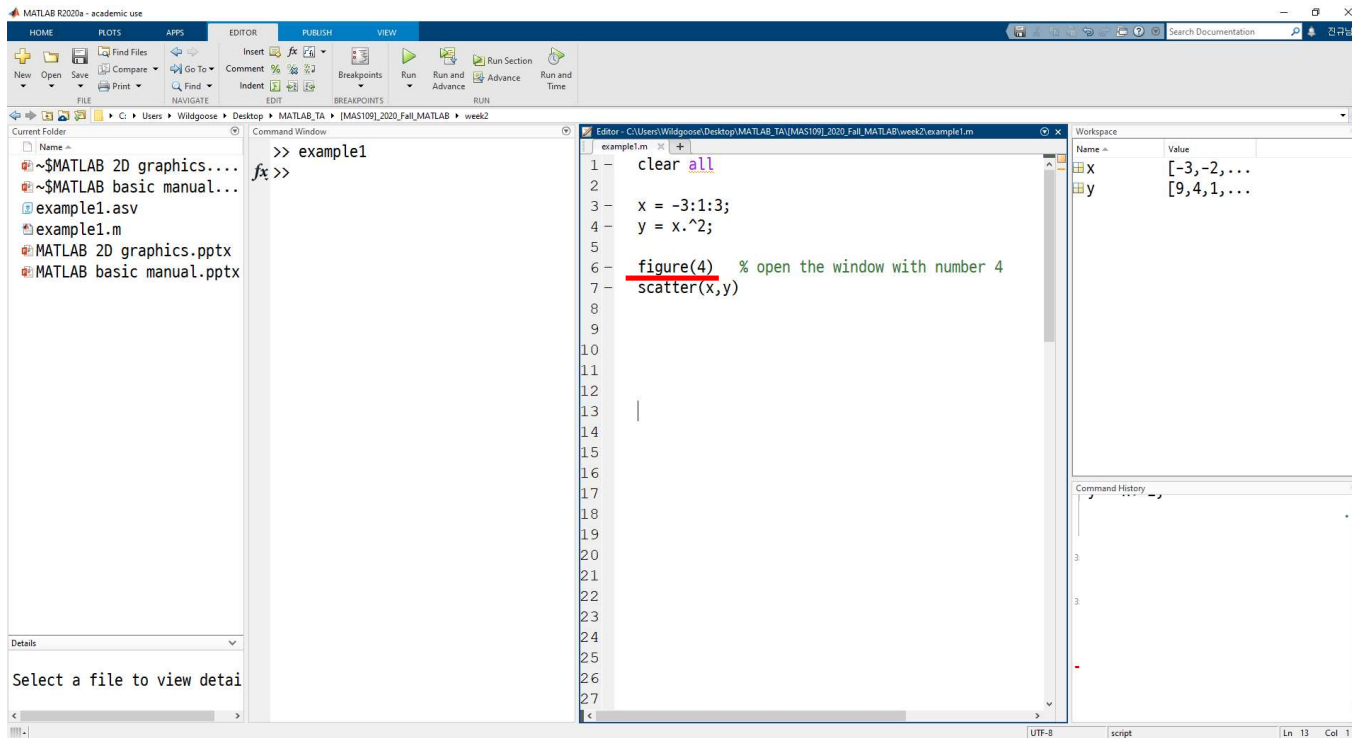 MATLAB R2020a - academic use
HOME PLOTS APPS EDITOR PUBLISH VIEW
Search Documentation
New Open Save Find Files Compare Print
Go To Find
Insert fx
Comment %
Indent
Breakpoints
Run
Run and Advance
Run Section
Advance
Run and Time
FILE NAVIGATE EDIT BREAKPOINTS RUN
C: Users Wildgoose Desktop MATLAB_TA [MAS109]_2020_Fall_MATLAB week2
Current Folder
Name
~$MATLAB 2D graphics....
~$MATLAB basic manual...
example1.asv
example1.m
MATLAB 2D graphics.pptx
MATLAB basic manual.pptx
Details
Select a file to view detai
Command Window
>> example1
fx >>
Editor - C:\Users\Wildgoose\Desktop\MATLAB_TA\[MAS109]_2020_Fall_MATLAB\week2\example1.m
example1.m
1 - clear all
2
3 - x = -3:1:3;
4 - y = x.^2;
5
6 - figure(4) % open the window with number 4
7 - scatter(x,y)
8
9
10
11
12
13
14
15
16
17
18
19
20
21
22
23
24
25
26
27
Workspace
Name Value
x [-3,-2,...
y [9,4,1,...
Command History
UTF-8 script Ln 13 Col 1